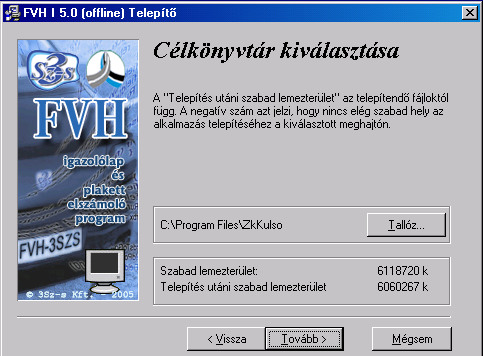 FVH I 5.0 (offline) Telepítő
Célkönyvtár kiválasztása
A "Telepítés utáni szabad lemezterület" az telepítendő fájloktól
függ. A negatív szám azt jelzi, hogy nincs elég szabad hely az
alkalmazás telepítéséhez a kiválasztott meghajtón.
3Szs
FVH
igazolólap
és
plakett
elszámoló
program
FVH-3SZS
© 3Sz-s Kft. - 2005
C:\Program Files\ZkKulso
Tallóz...
Szabad lemezterület: 6118720 k
Telepítés utáni szabad lemezterület 6060267 k
< Vissza
Tovább >
Mégsem